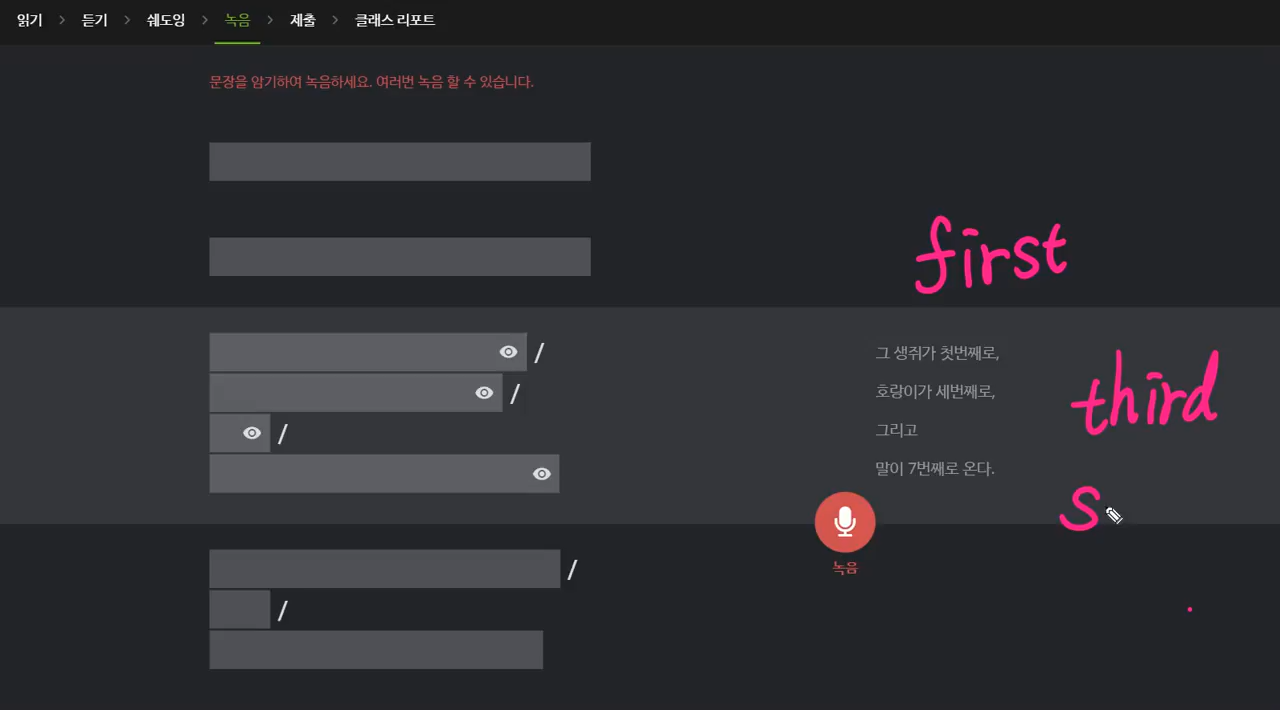 읽기 > 듣기 > 쉐도잉 > 녹음 > 제출 > 클래스 리포트
문장을 암기하여 녹음하세요. 여러번 녹음 할 수 있습니다.
first
/
그 생쥐가 첫번째로,
/
호랑이가 세번째로,
third
/
그리고
말이 7번째로 온다.
s
녹음
/
/